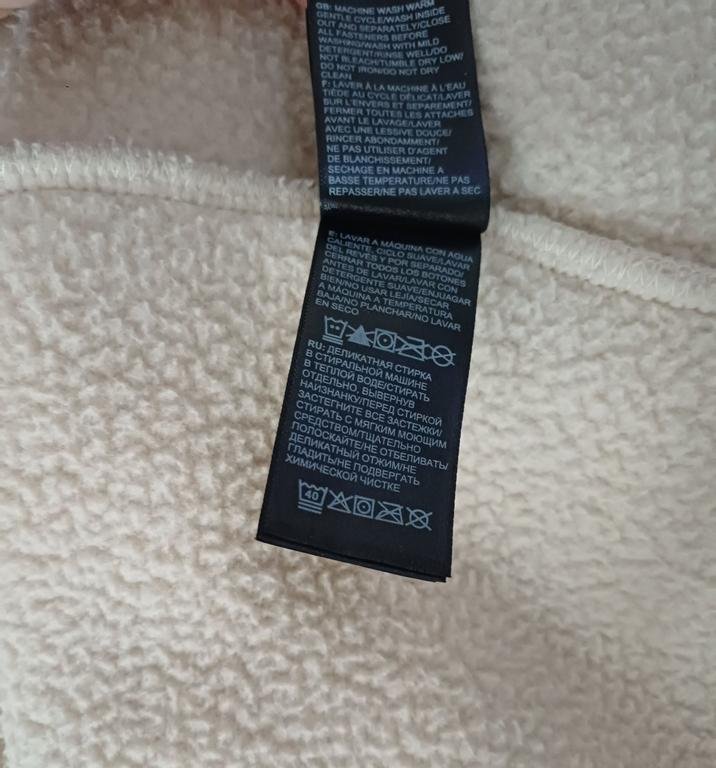 GB: MACHINE WASH WARM
GENTLE CYCLE/WASH INSIDE
OUT AND SEPARATELY/CLOSE
ALL FASTENERS BEFORE
WASHING/WASH WITH MILD
DETERGENT/RINSE WELL/DO
NOT BLEACH/TUMBLE DRY LOW/
DO NOT IRON/DO NOT DRY
CLEAN
F: LAVER À LA MACHINE À L'EAU
TIÈDE AU CYCLE DÉLICAT/LAVER
SUR L'ENVERS ET SEPAREMENT/
FERMER TOUTES LES ATTACHES
AVANT LE LAVAGE/LAVER
AVEC UNE LESSIVE DOUCE/
RINCER ABONDAMMENT/
NE PAS UTILISER D'AGENT
DE BLANCHISSEMENT/
SECHAGE EN MACHINE A
BASSE TEMPERATURE/NE PAS
REPASSER/NE PAS LAVER A SEC
E: LAVAR A MÁQUINA CON AGUA
CALIENTE, CICLO SUAVE/LAVAR
DEL REVÉS Y POR SEPARADO/
CERRAR TODOS LOS BOTONES
ANTES DE LAVAR/LAVAR CON
DETERGENTE SUAVE/ENJUAGAR
BIEN/NO USAR LEJIA/SECAR
A MÁQUINA A TEMPERATURA
BAJA/NO PLANCHAR/NO LAVAR
EN SECO
RU: ДЕЛИКАТНАЯ СТИРКА
В СТИРАЛЬНОЙ МАШИНЕ
В ТЕПЛОЙ ВОДЕ/СТИРАТЬ
ОТДЕЛЬНО, ВЫВЕРНУВ
НАИЗНАНКУ/ПЕРЕД СТИРКОЙ
ЗАСТЕГНИТЕ ВСЕ ЗАСТЕЖКИ/
СТИРАТЬ С МЯГКИМ МОЮЩИМ
СРЕДСТВОМ/ТЩАТЕЛЬНО
ПОЛОСКАЙТЕ/НЕ ОТБЕЛИВАТЬ/
ДЕЛИКАТНЫЙ ОТЖИМ/НЕ
ГЛАДИТЬ/НЕ ПОДВЕРГАТЬ
ХИМИЧЕСКОЙ ЧИСТКЕ
40